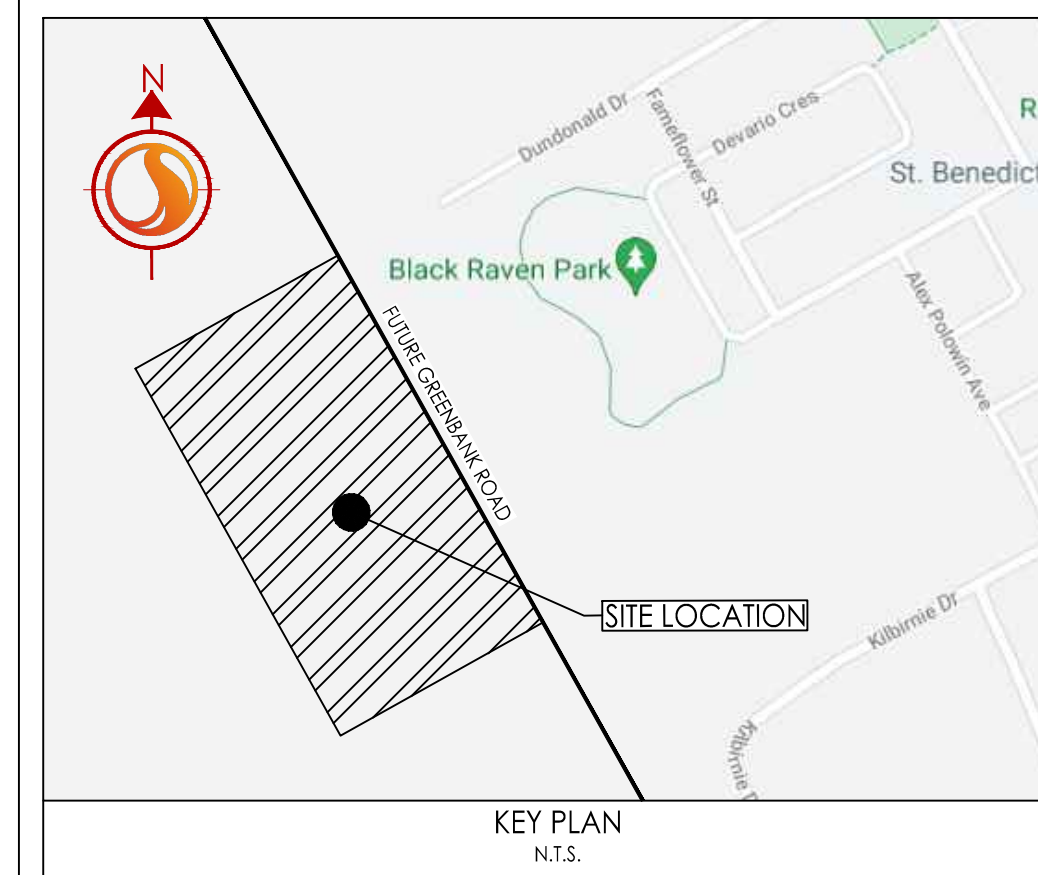 N
Dundonald Dr
Fameflower St
Devario Cres
R
St. Benedict
Black Raven Park
Alex Polowin Ave
FUTURE GREENBANK ROAD
SITE LOCATION
Kilbirnie Dr
Kilbirnie D
KEY PLAN
N.T.S.